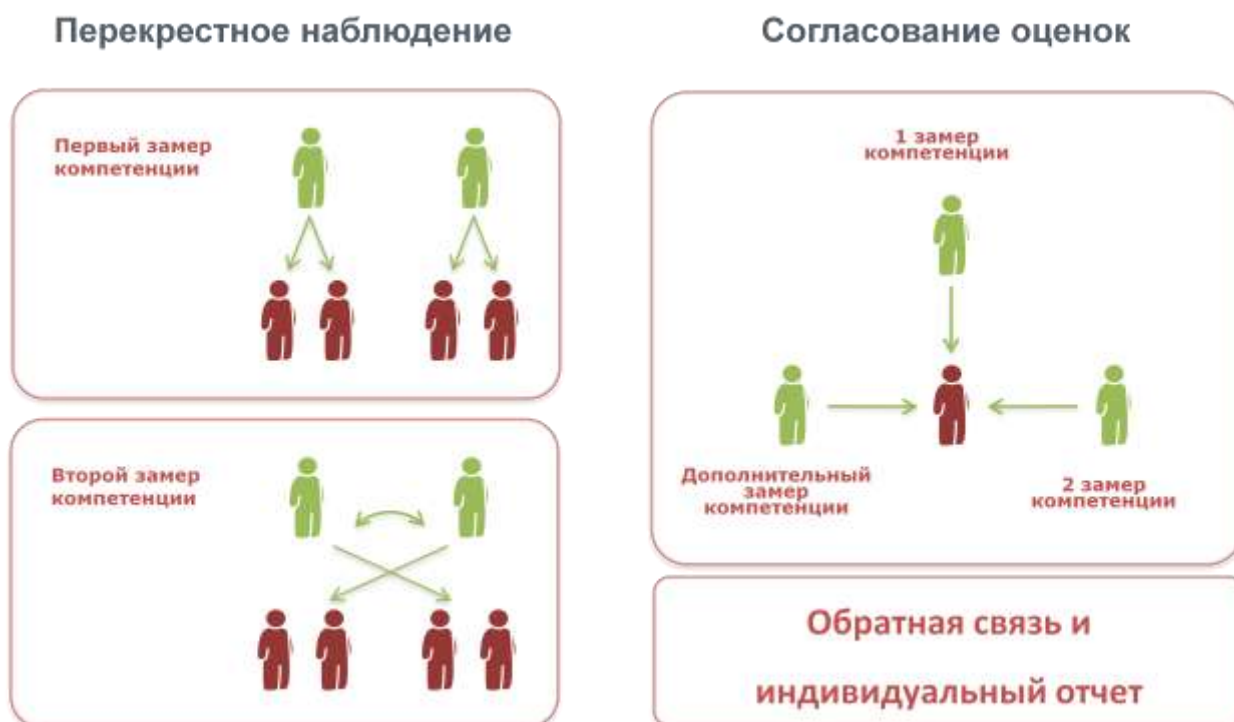 Перекрестное наблюдение
Первый замер
компетенции
Второй замер
компетенции
Согласование оценок
1 замер
компетенции
Дополнительный
замер
компетенции
2 замер
компетенции
Обратная связь и
индивидуальный отчет